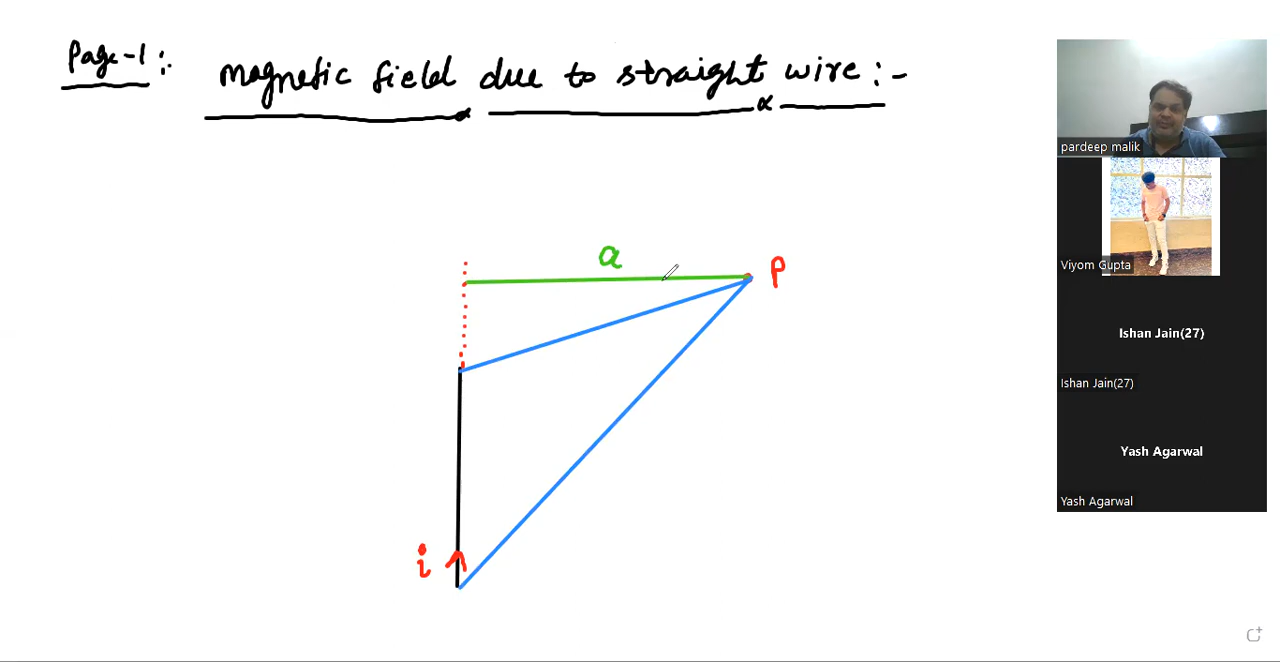 Page-1:
magnetic field due to straight wire:-
a
P
i
pardeep malik
Viyom Gupta
Ishan Jain(27)
Ishan Jain(27)
Yash Agarwal
Yash Agarwal